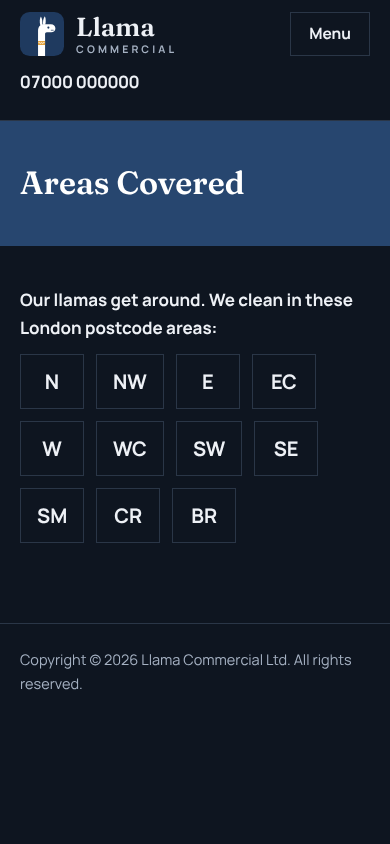 Llama
COMMERCIAL
Menu
07000 000000
Areas Covered
Our llamas get around. We clean in these
London postcode areas:
N NW E EC
W WC SW SE
SM CR BR
Copyright © 2026 Llama Commercial Ltd. All rights
reserved.